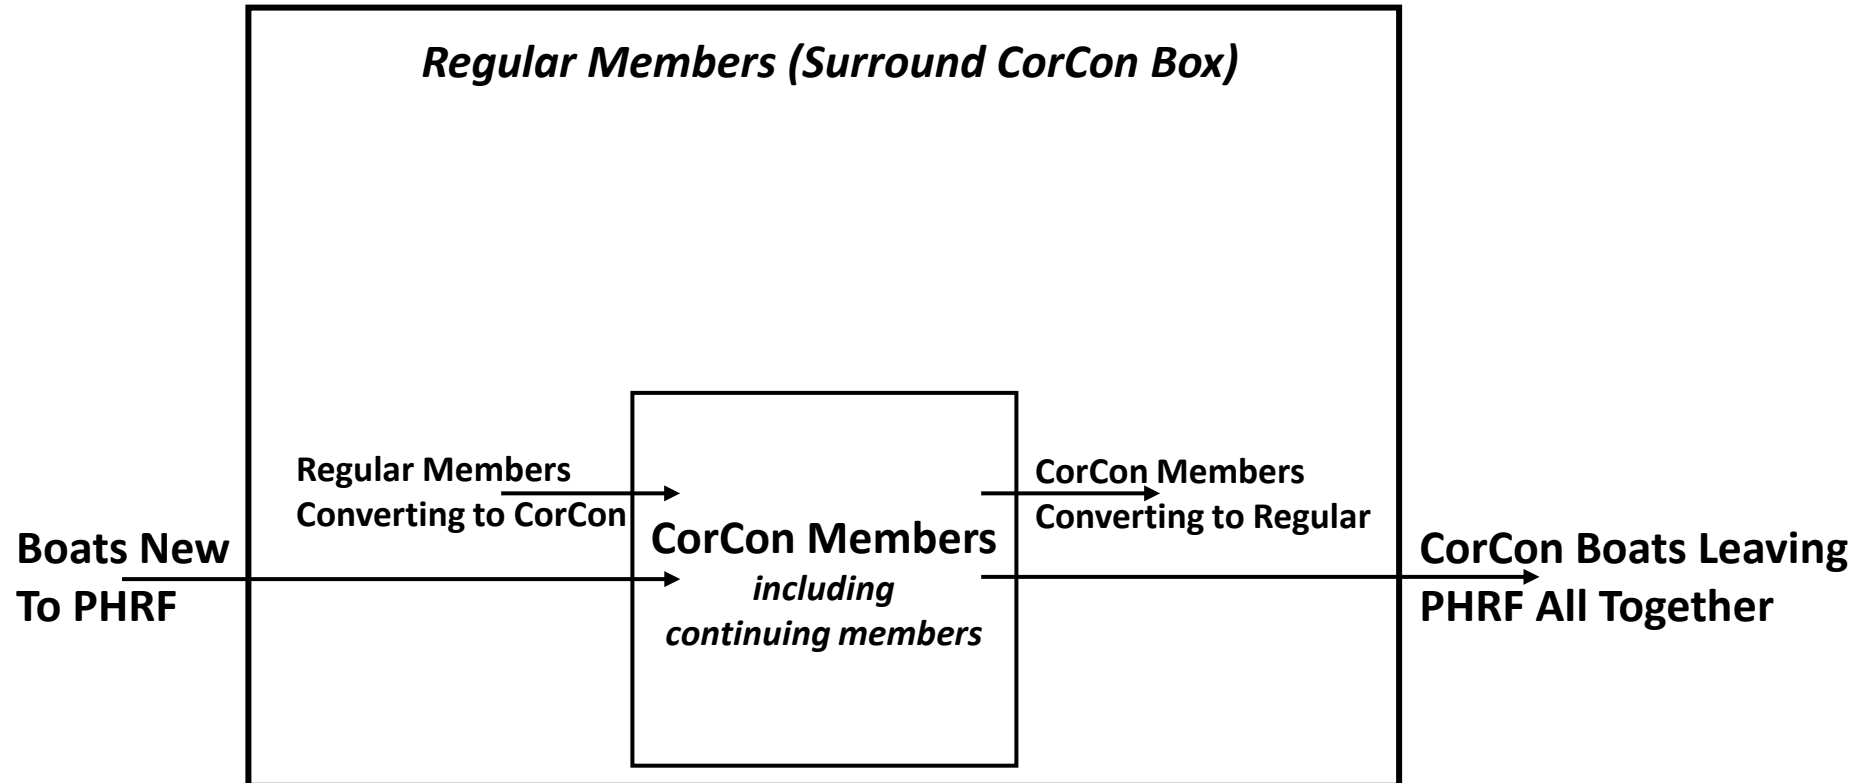 Regular Members (Surround CorCon Box)
Regular Members
Converting to CorCon
CorCon Members
Converting to Regular
Boats New
To PHRF
CorCon Members
including
continuing members
CorCon Boats Leaving
PHRF All Together